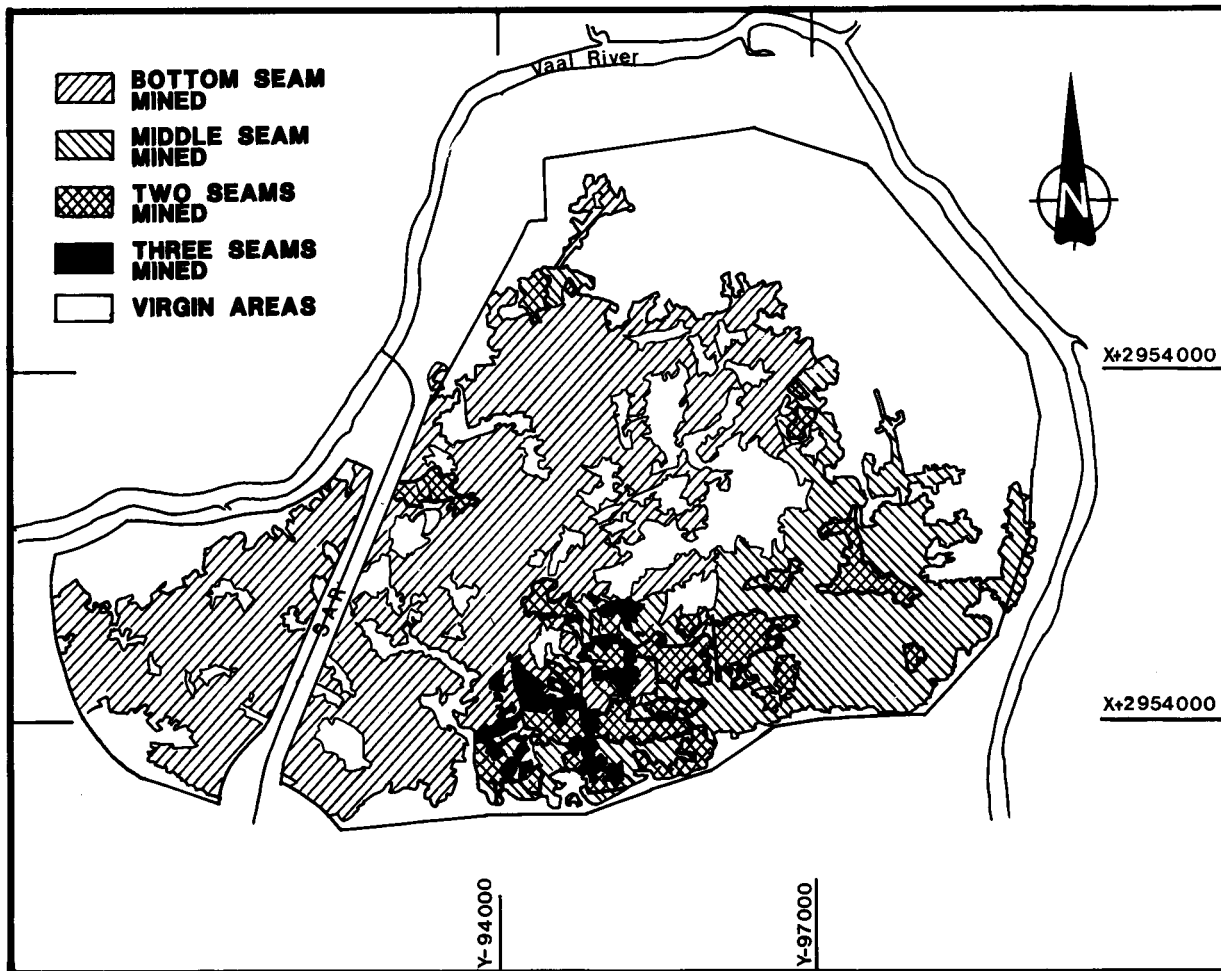 Vaal River
BOTTOM SEAM
MINED
MIDDLE SEAM
MINED
TWO SEAMS
MINED
THREE SEAMS
MINED
VIRGIN AREAS
N
X+2954000
SAR
X+2954000
Y-94000
Y-97000